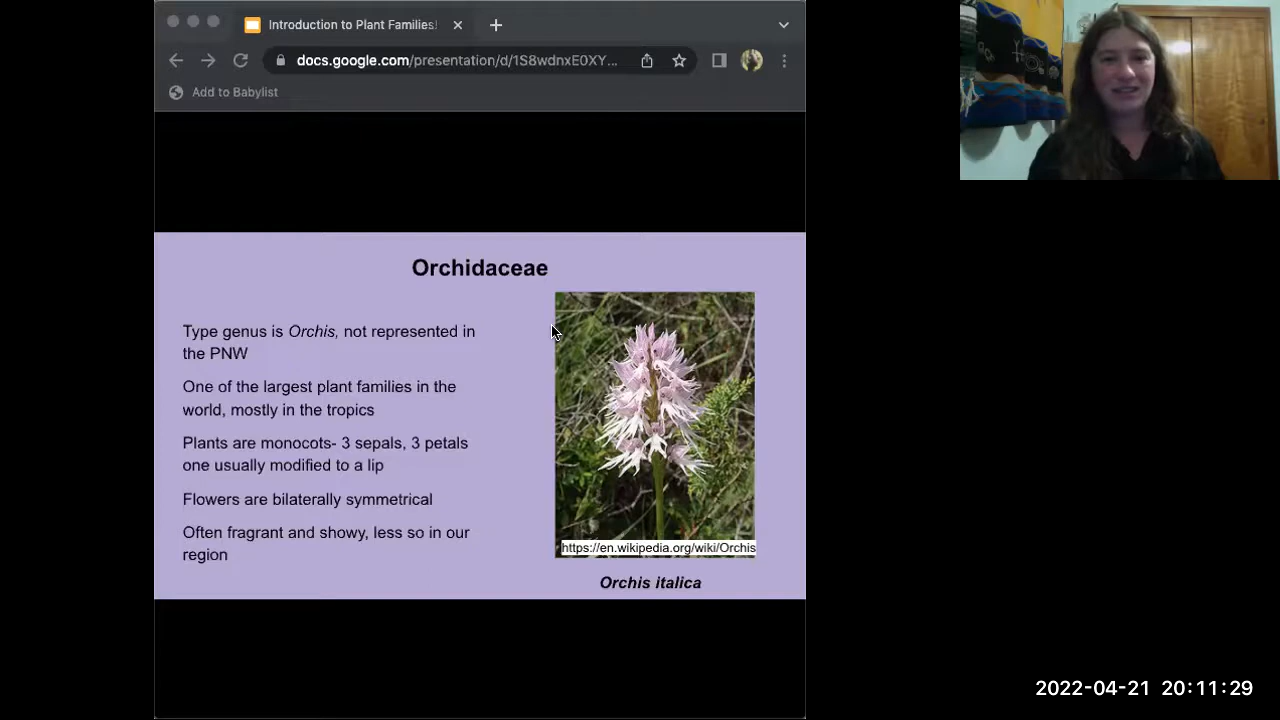 Introduction to Plant Families!
docs.google.com/presentation/d/1S8wdnxE0XY...
Add to Babylist
Orchidaceae
Type genus is Orchis, not represented in
the PNW
One of the largest plant families in the
world, mostly in the tropics
Plants are monocots- 3 sepals, 3 petals
one usually modified to a lip
Flowers are bilaterally symmetrical
Often fragrant and showy, less so in our
region
https://en.wikipedia.org/wiki/Orchis
Orchis italica
2022-04-21 20:11:29